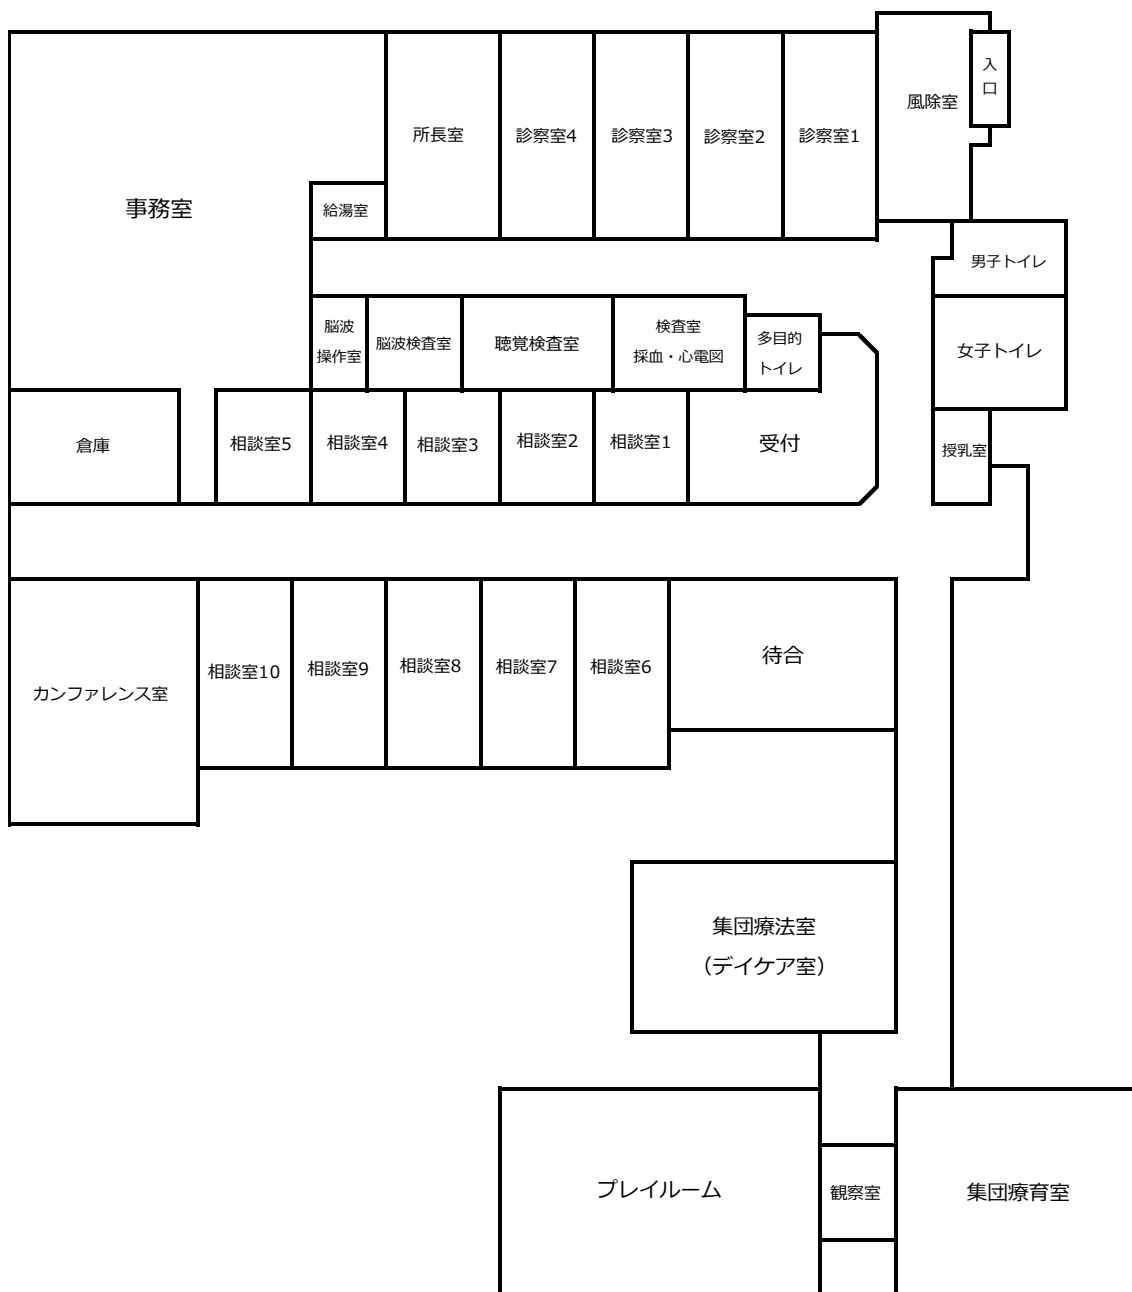 入
口
風除室
所長室
診察室4
診察室3
診察室2
診察室1
事務室
給湯室
男子トイレ
脳波
操作室
脳波検査室
聴覚検査室
検査室
採血・心電図
多目的
トイレ
女子トイレ
倉庫
相談室5
相談室4
相談室3
相談室2
相談室1
受付
授乳室
カンファレンス室
相談室10
相談室9
相談室8
相談室7
相談室6
待合
集団療法室
（デイケア室）
プレイルーム
観察室
集団療育室